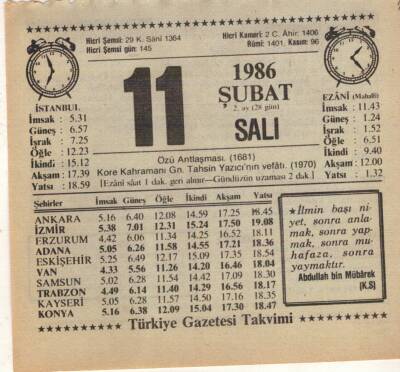 Hicri Şemsî: 29 K. Sâni 1364
Hicri Şemsî gün: 145
Hicri Kamerî: 2 C. Âhir: 1406
Rûmi: 1401, Kasım: 96
11
1986
ŞUBAT
2. ay (28 gün)
SALI
İSTANBUL
İmsak : 5.31
Güneş : 6.57
İşrak : 7.25
Öğle : 12.23
İkindi : 15.12
Akşam : 17.39
Yatsı : 18.59
EZÂNİ (Mahalli)
İmsak : 11.43
Güneş : 1.24
İşrak : 1.52
Öğle : 6.51
İkindi : 9.40
Akşam : 12.00
Yatsı : 1.32
Özü Antlaşması. (1681)
Kore Kahramanı Gn. Tahsin Yazıcı'nın vefâtı. (1970)
[Ezânî sâat 1 dak. geri alınır—Gündüzün uzaması 2 dak.]
Şehirler İmsak Güneş Öğle İkindi Akşam Yatsı
ANKARA 5.16 6.40 12.08 14.59 17.25 18.45
İZMİR 5.38 7.01 12.31 15.24 17.50 19.08
ERZURUM 4.42 6.06 11.34 14.25 16.52 18.11
ADANA 5.05 6.26 11.58 14.55 17.21 18.36
ESKİŞEHİR 5.25 6.49 12.17 15.09 17.35 18.54
VAN 4.33 5.56 11.26 14.20 16.46 18.04
SAMSUN 5.02 6.28 11.54 14.42 17.09 18.30
TRABZON 4.49 6.14 11.40 14.29 16.56 18.17
KAYSERİ 5.05 6.28 11.57 14.50 17.16 18.35
KONYA 5.16 6.38 12.09 15.04 17.30 18.47
★İlmin başı ni-
yet, sonra anla-
mak, sonra yap-
mak, sonra mu-
hafaza, sonra
yaymaktır.
Abdullah bin Mübârek
(K.S)
Türkiye Gazetesi Takvimi